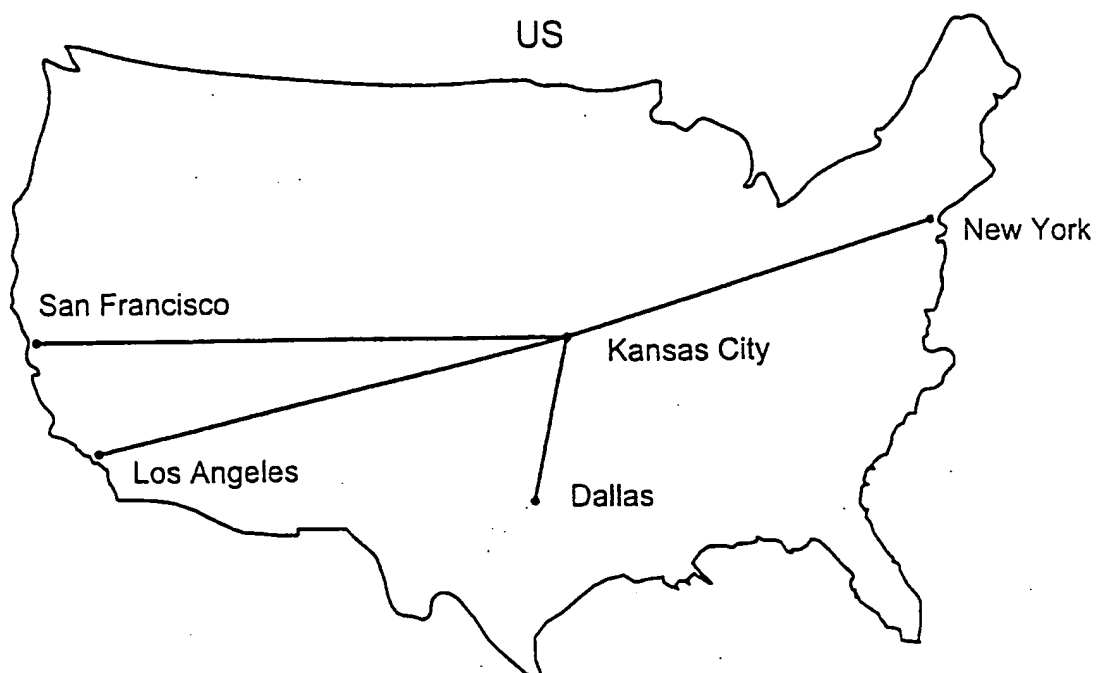 US
New York
San Francisco
Kansas City
Los Angeles
Dallas